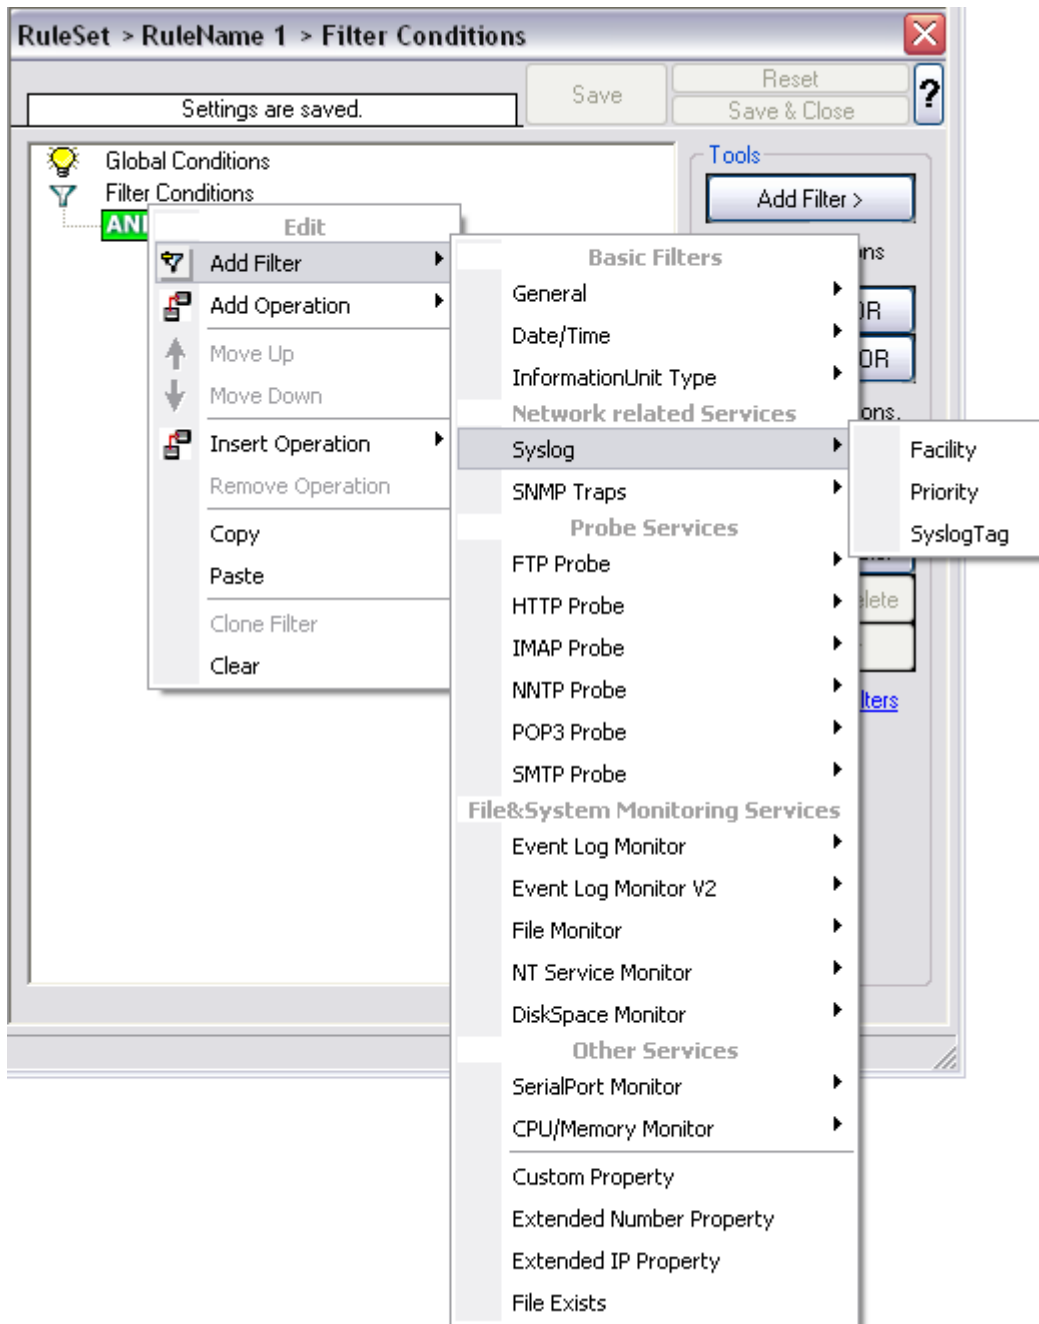 RuleSet > RuleName 1 > Filter Conditions
Settings are saved.
Save
Reset
Save & Close
?
Global Conditions
Filter Conditions
Tools
Add Filter >
Edit
Add Filter
Add Operation
Move Up
Move Down
Insert Operation
Remove Operation
Copy
Paste
Clone Filter
Clear
Basic Filters
General
Date/Time
InformationUnit Type
Network related Services
Syslog
SNMP Traps
Probe Services
FTP Probe
HTTP Probe
IMAP Probe
NNTP Probe
POP3 Probe
SMTP Probe
File&System Monitoring Services
Event Log Monitor
Event Log Monitor V2
File Monitor
NT Service Monitor
DiskSpace Monitor
Other Services
SerialPort Monitor
CPU/Memory Monitor
Custom Property
Extended Number Property
Extended IP Property
File Exists
Facility
Priority
SyslogTag